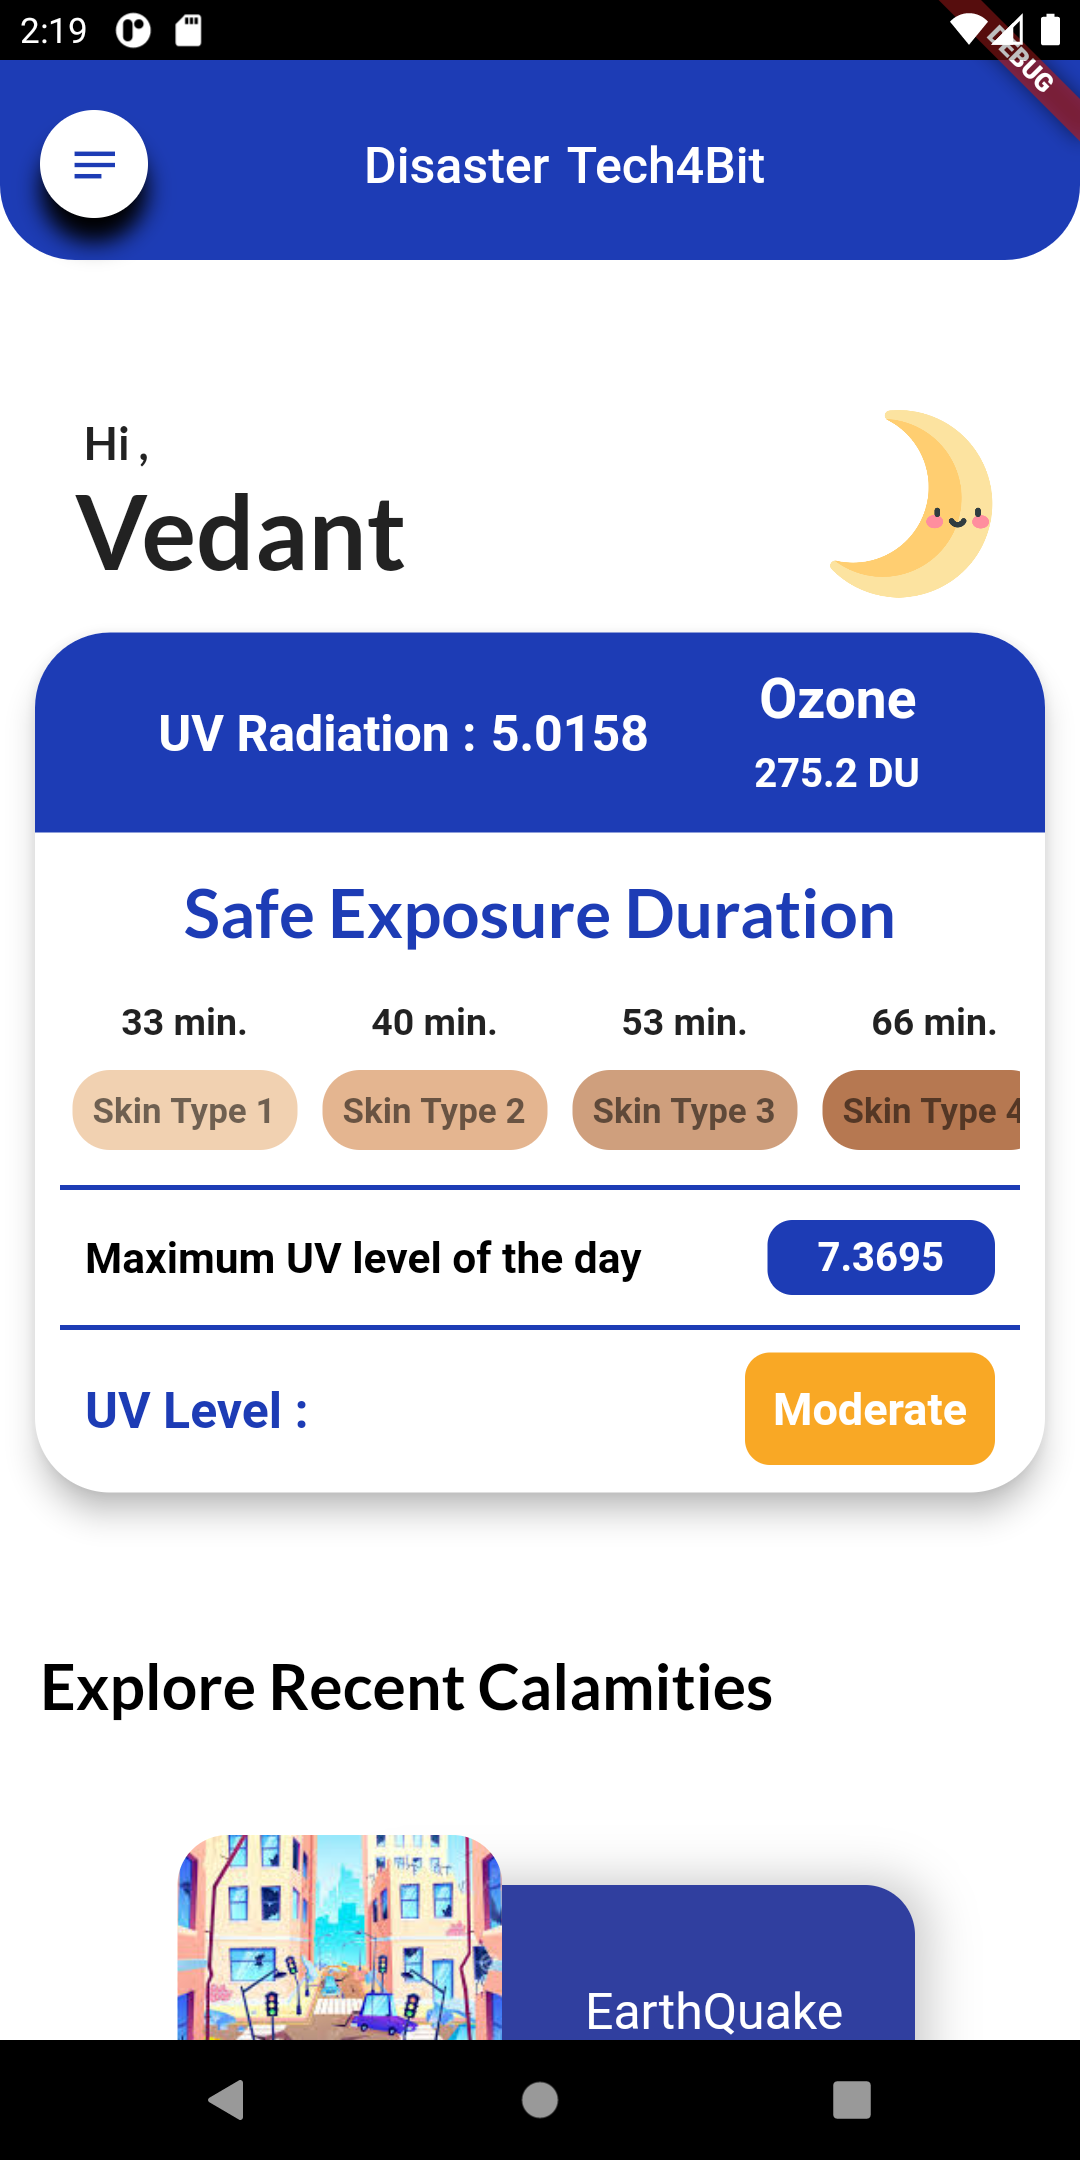 2:19
DEBUG
Disaster Tech4Bit
Hi ,
Vedant
UV Radiation : 5.0158
Ozone
275.2 DU
Safe Exposure Duration
33 min. 40 min. 53 min. 66 min.
Skin Type 1 Skin Type 2 Skin Type 3 Skin Type 4
Maximum UV level of the day 7.3695
UV Level : Moderate
Explore Recent Calamities
EarthQuake